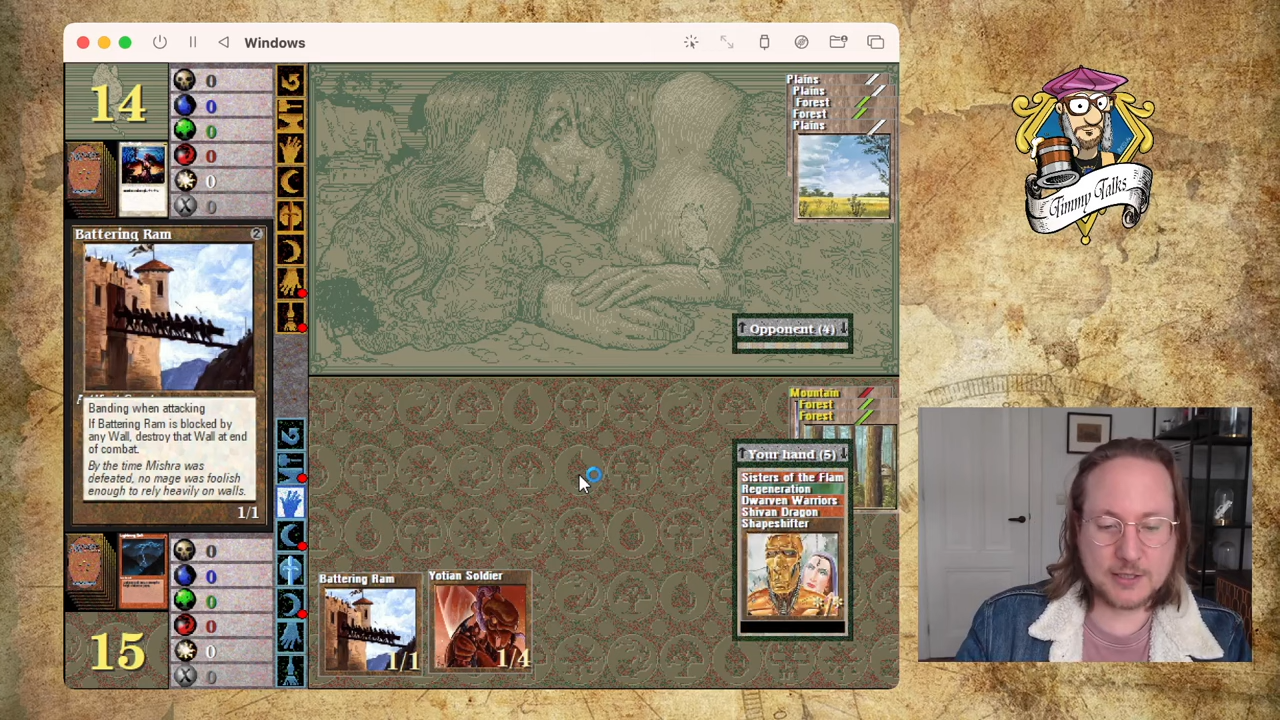 Windows
14
0
0
0
0
0
0
Battering Ram 2
Banding when attacking
If Battering Ram is blocked by
any Wall, destroy that Wall at end
of combat.
By the time Mishra was
defeated, no mage was foolish
enough to rely heavily on walls.
1/1
0
0
0
0
0
0
15
Plains
Plains
Forest
Forest
Plains
Opponent (4)
Mountain
Forest
Forest
Your hand (5)
Sisters of the Flam
Regeneration
Dwarven Warriors
Shivan Dragon
Shapeshifter
*/*
Battering Ram
1/1
Yotian Soldier
1/4
Timmy Talks